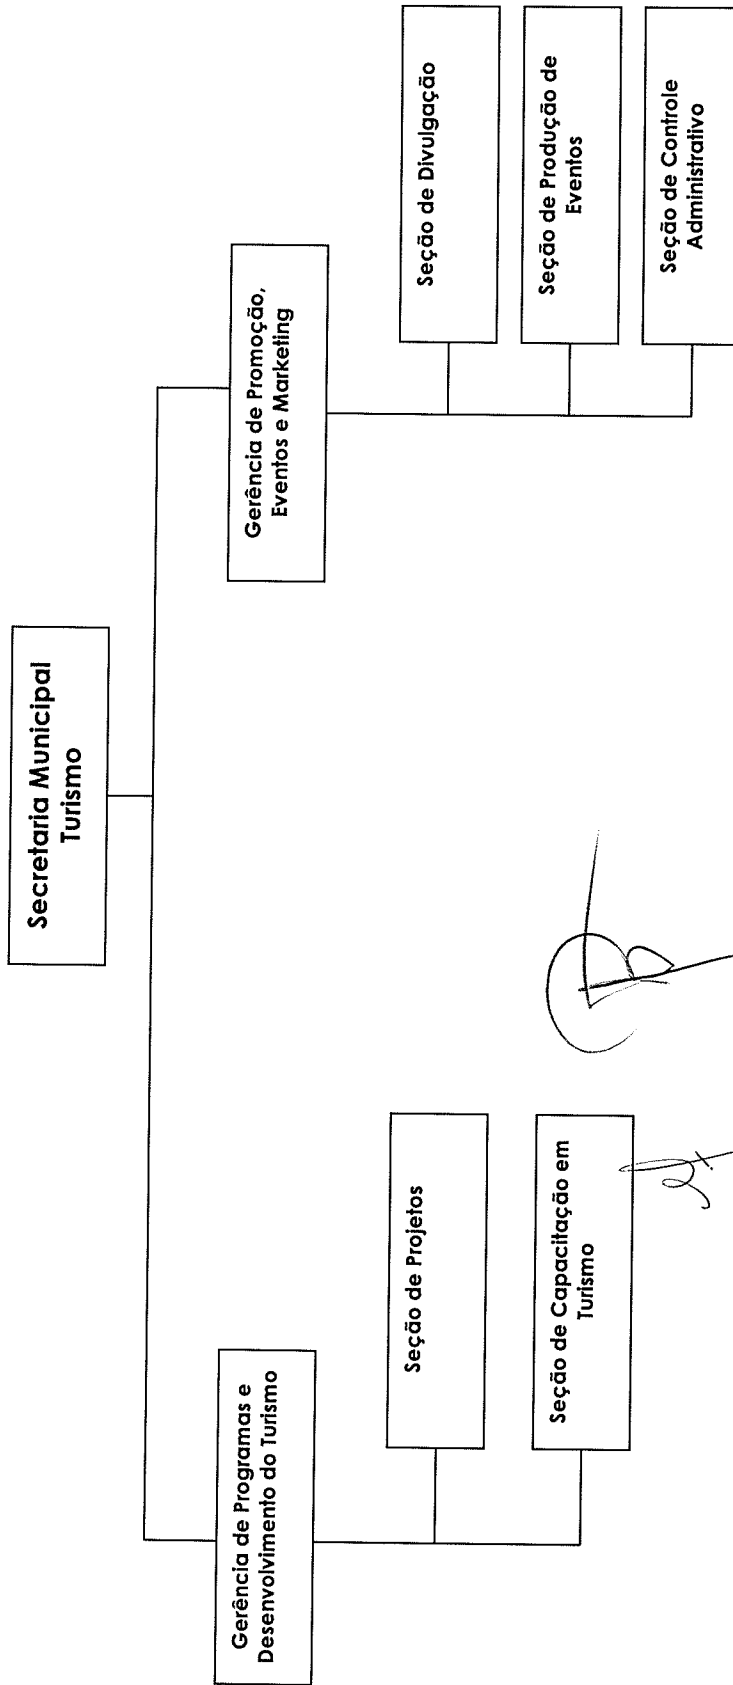 Secretaria Municipal
Turismo
Gerência de Programas e
Desenvolvimento do Turismo
Seção de Projetos
Seção de Capacitação em
Turismo
Gerência de Promoção,
Eventos e Marketing
Seção de Divulgação
Seção de Produção de
Eventos
Seção de Controle
Administrativo